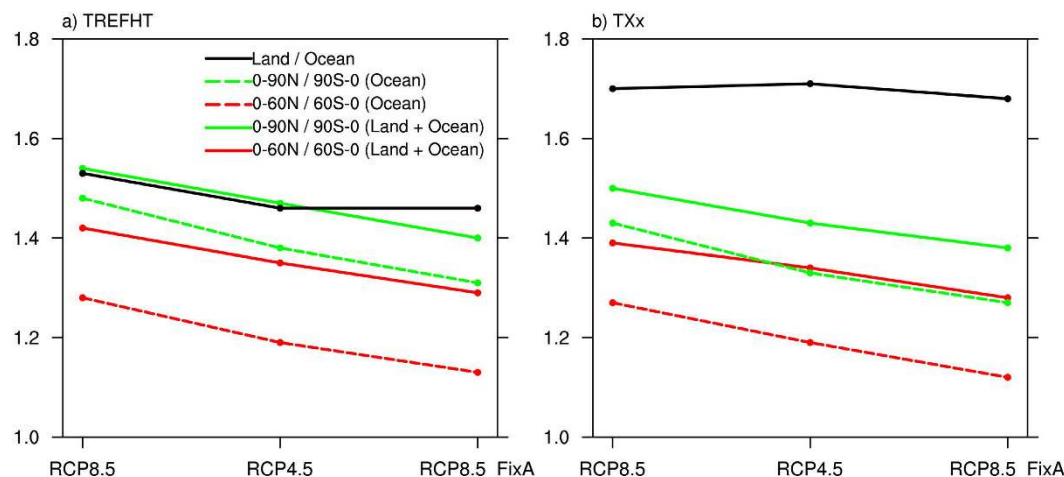 a) TREFHT
b) TXx
1.8
1.6
1.4
1.2
1.0
Land / Ocean
0-90N / 90S-0 (Ocean)
0-60N / 60S-0 (Ocean)
0-90N / 90S-0 (Land + Ocean)
0-60N / 60S-0 (Land + Ocean)
RCP8.5
RCP4.5
RCP8.5 FixA
1.8
1.6
1.4
1.2
1.0
RCP8.5
RCP4.5
RCP8.5 FixA